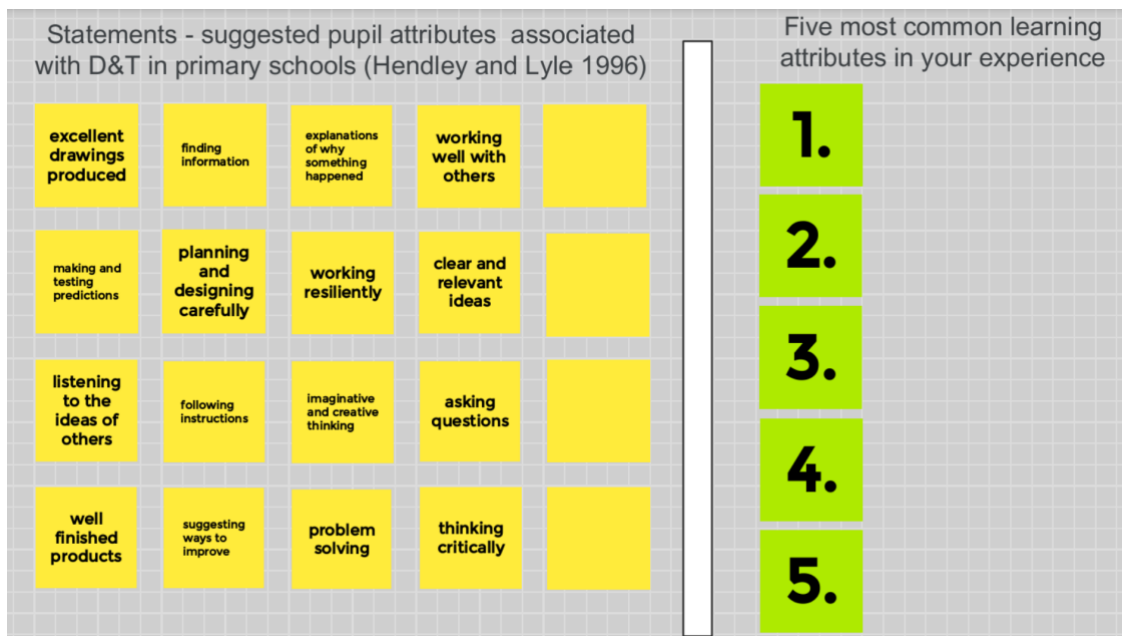 Statements - suggested pupil attributes associated
with D&T in primary schools (Hendley and Lyle 1996)
excellent
drawings
produced
finding
information
explanations
of why
something
happened
working
well with
others
making and
testing
predictions
planning
and
designing
carefully
working
resiliently
clear and
relevant
ideas
listening
to the
ideas of
others
following
instructions
imaginative
and creative
thinking
asking
questions
well
finished
products
suggesting
ways to
improve
problem
solving
thinking
critically
Five most common learning
attributes in your experience
1.
2.
3.
4.
5.